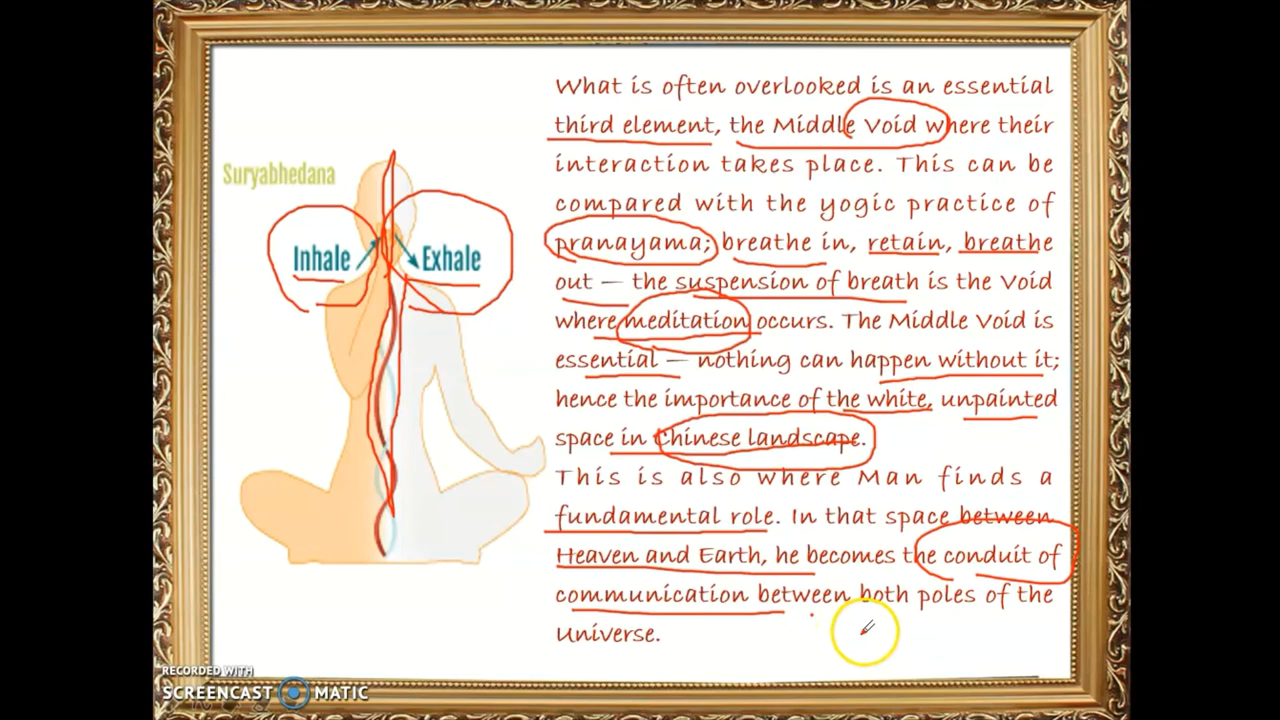 Suryabhedana
Inhale
Exhale
What is often overlooked is an essential
third element, the Middle Void where their
interaction takes place. This can be
compared with the yogic practice of
pranayama; breathe in, retain, breathe
out — the suspension of breath is the Void
where meditation occurs. The Middle Void is
essential — nothing can happen without it;
hence the importance of the white, unpainted
space in Chinese landscape.
This is also where Man finds a
fundamental role. In that space between
Heaven and Earth, he becomes the conduit of
communication between both poles of the
Universe.
RECORDED WITH
SCREENCAST MATIC